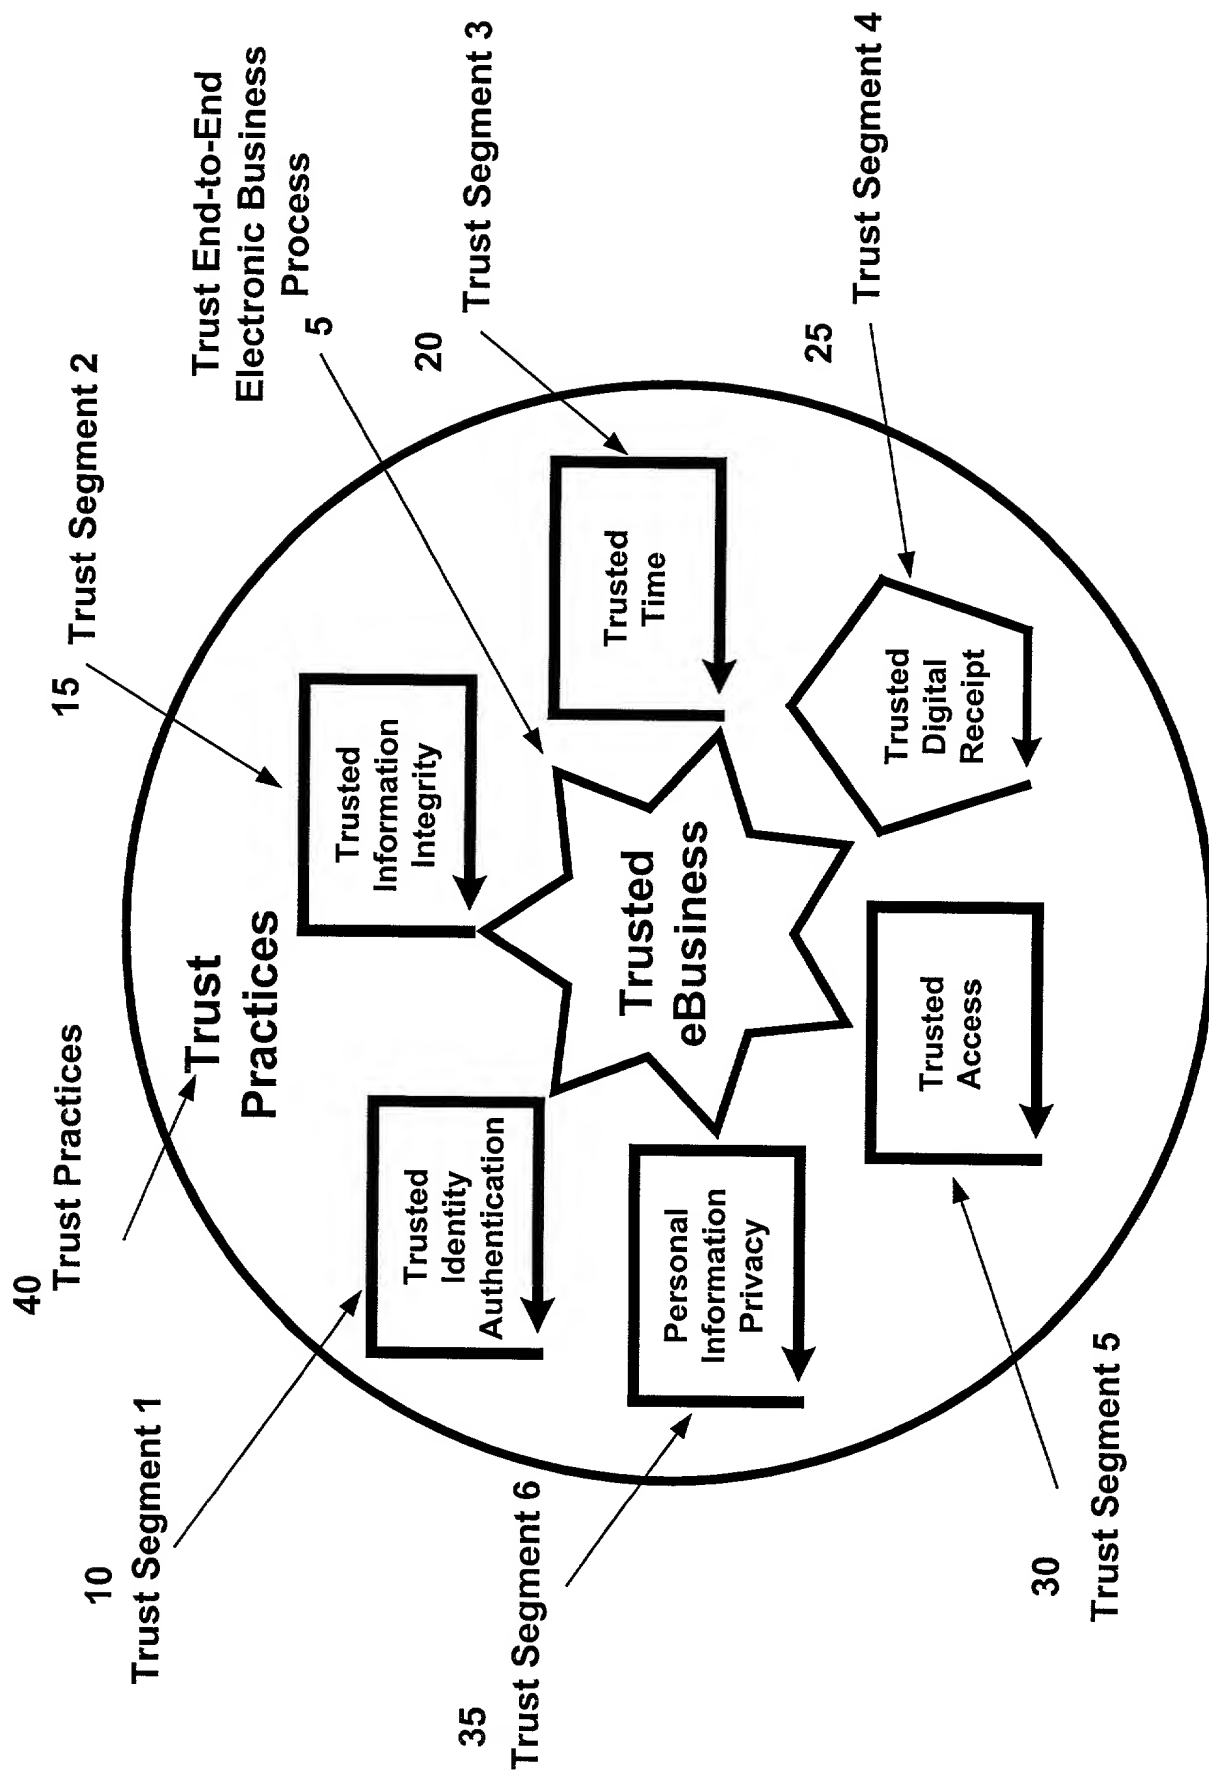 40
Trust Practices
15
Trust Segment 2
Trust End-to-End
Electronic Business
Process
5
10
Trust Segment 1
Trust
Practices
20
Trust Segment 3
Trusted
Identity
Authentication
Trusted
Information
Integrity
Trusted
Time
Trusted
eBusiness
35
Trust Segment 6
Personal
Information
Privacy
25
Trust Segment 4
Trusted
Digital
Receipt
Trusted
Access
30
Trust Segment 5